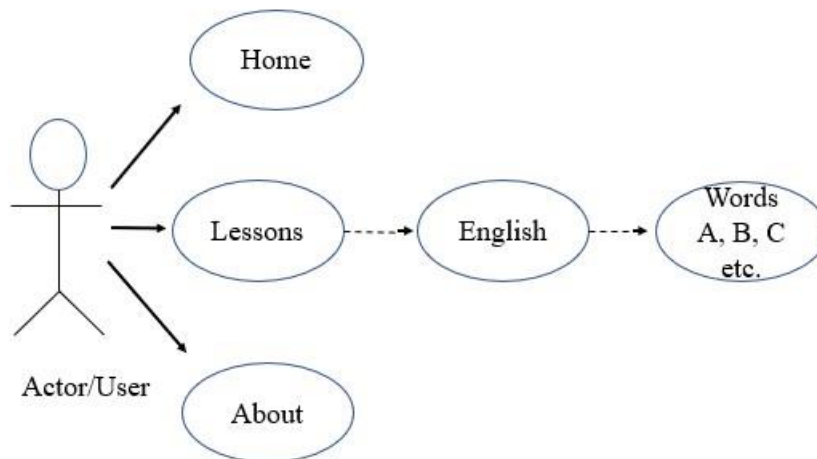 Home
Lessons
English
Words
A, B, C
etc.
Actor/User
About